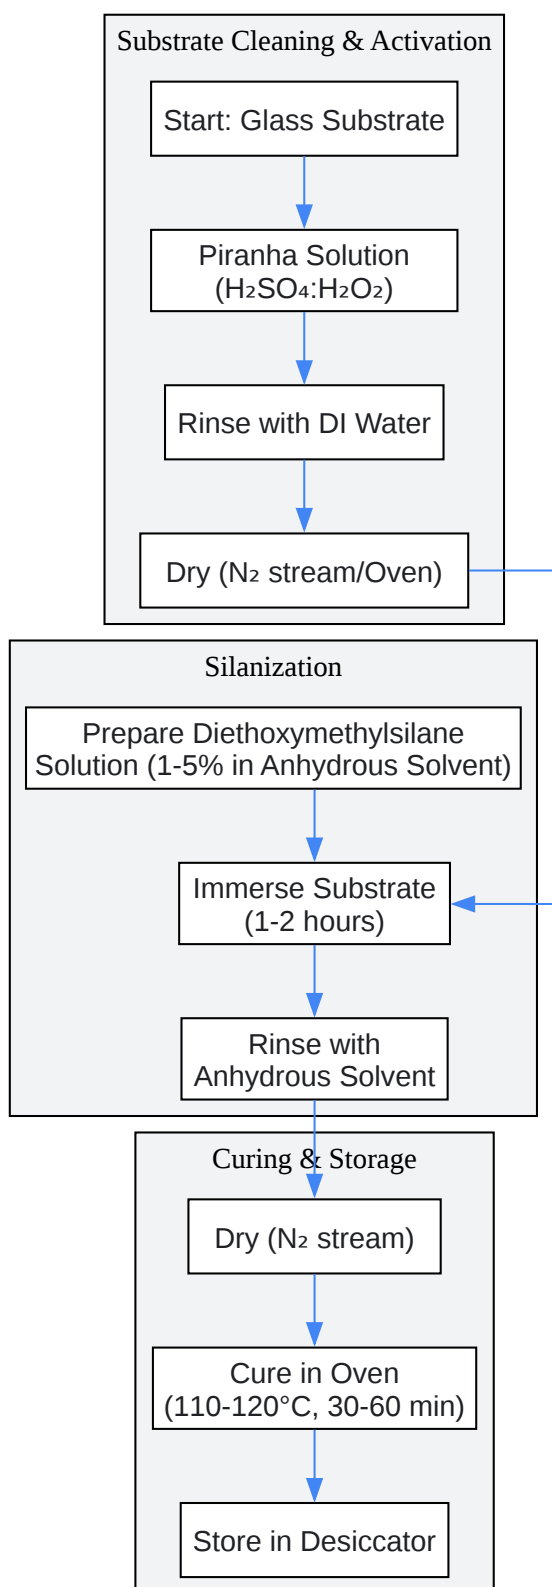 Substrate Cleaning & Activation
Start: Glass Substrate
Piranha Solution
(H₂SO₄:H₂O₂)
Rinse with DI Water
Dry (N₂ stream/Oven)
Silanization
Prepare Diethoxymethylsilane
Solution (1-5% in Anhydrous Solvent)
Immerse Substrate
(1-2 hours)
Rinse with
Anhydrous Solvent
Curing & Storage
Dry (N₂ stream)
Cure in Oven
(110-120°C, 30-60 min)
Store in Desiccator